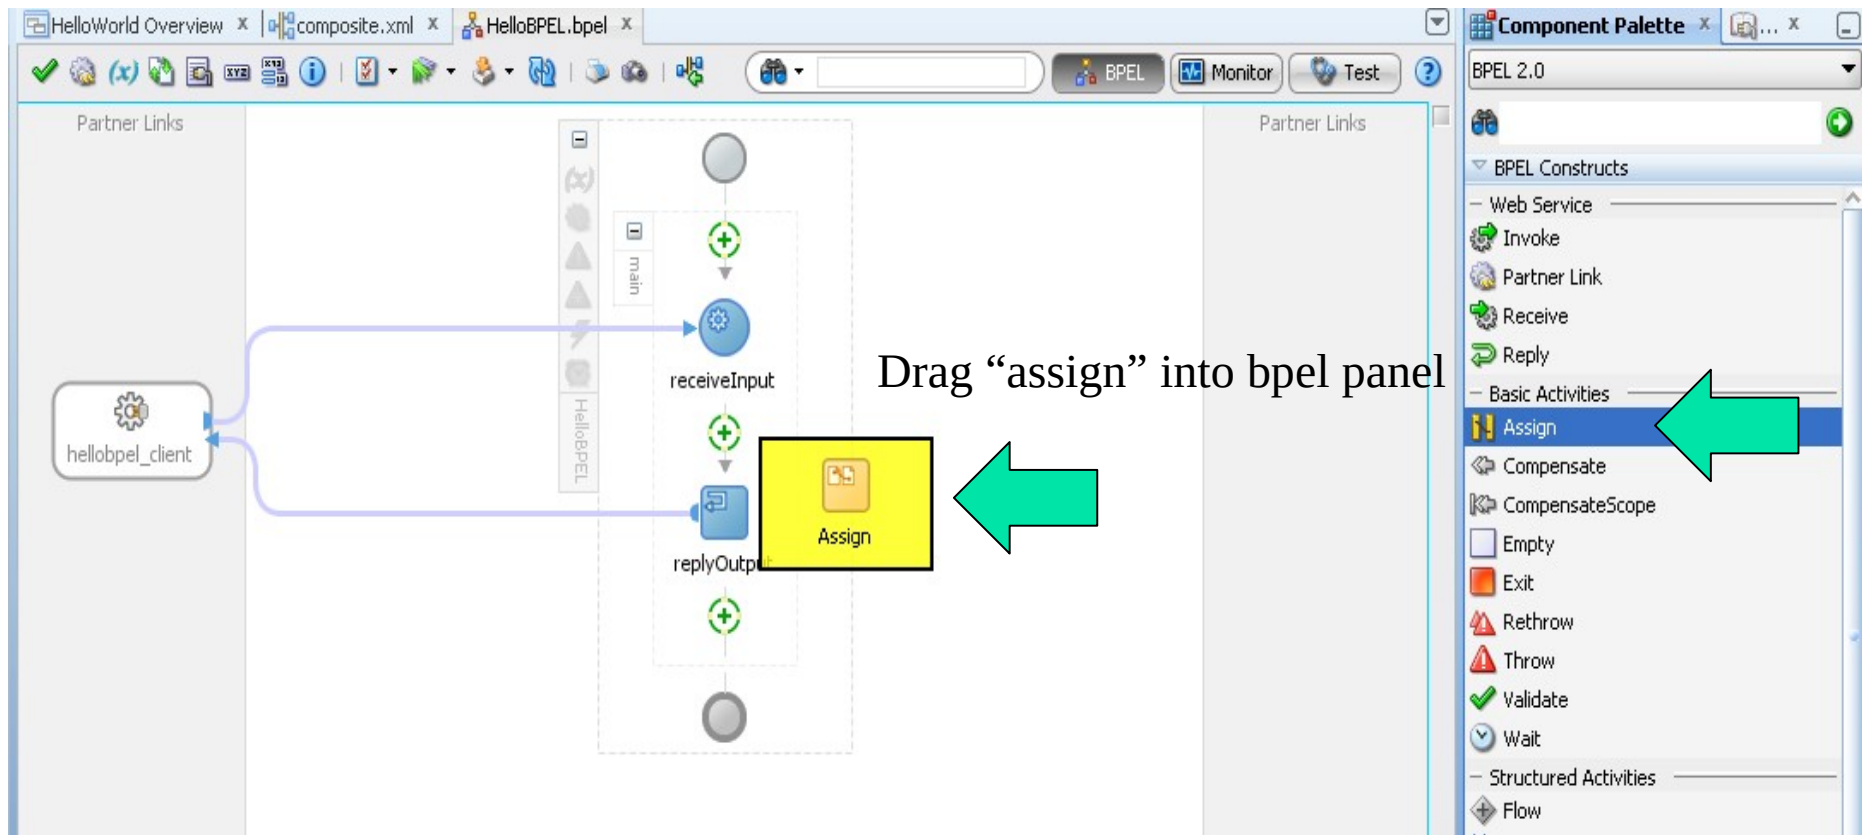 HelloWorld Overview x composite.xml x HelloBPEL.bpel x
Component Palette x ... x
(x) XYZ BPEL Monitor Test ?
BPEL 2.0
Partner Links
Partner Links
BPEL Constructs
Web Service
Invoke
Partner Link
Receive
Reply
Basic Activities
Assign
Compensate
CompensateScope
Empty
Exit
Rethrow
Throw
Validate
Wait
Structured Activities
Flow
(x)
main
HelloBPEL
receiveInput
Drag “assign” into bpel panel
hellobpel_client
Assign
replyOutput